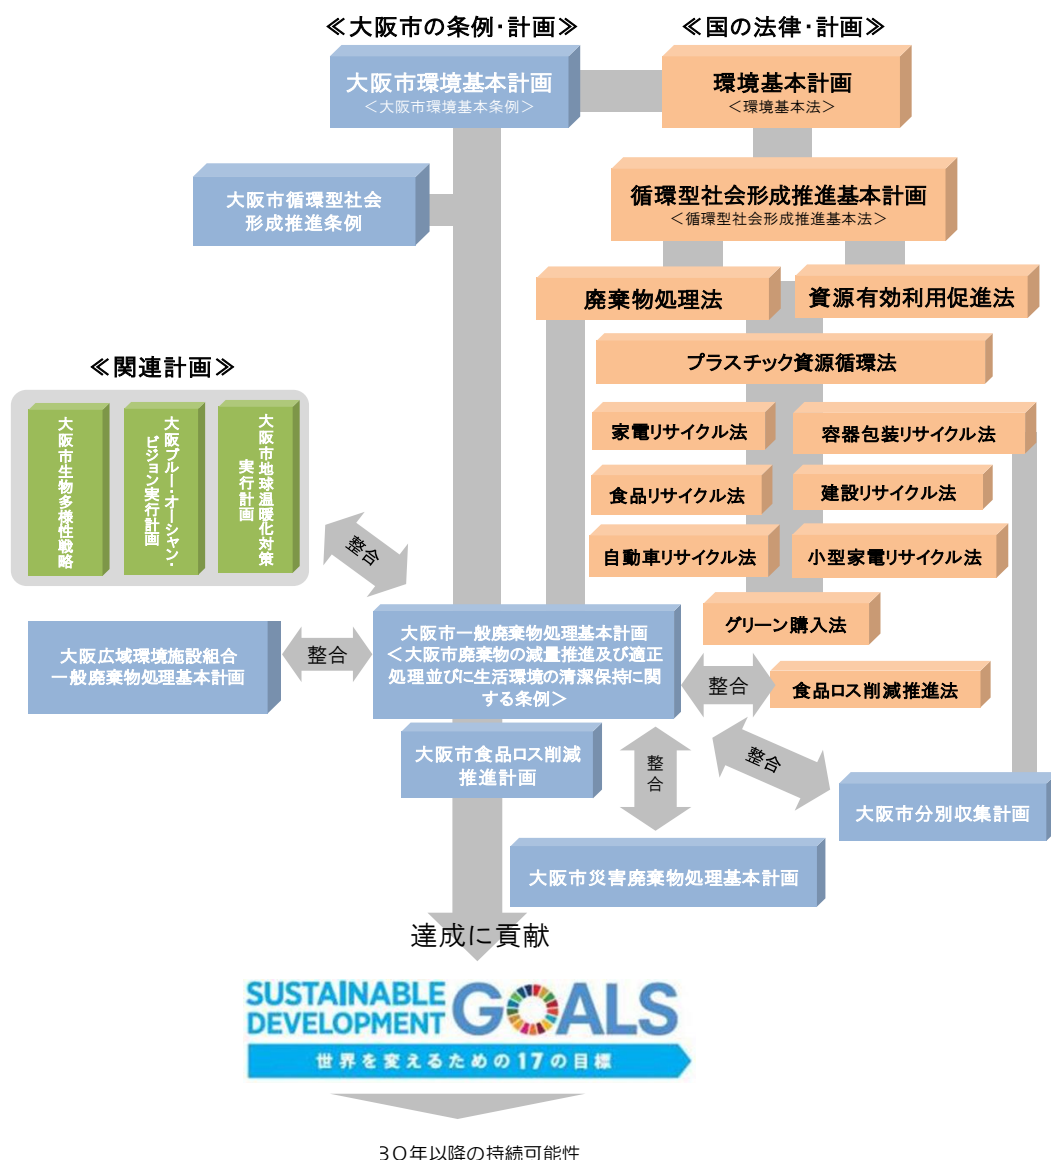 ≪大阪市の条例・計画≫
≪国の法律・計画≫
大阪市環境基本計画
＜大阪市環境基本条例＞
環境基本計画
＜環境基本法＞
大阪市循環型社会
形成推進条例
循環型社会形成推進基本計画
＜循環型社会形成推進基本法＞
廃棄物処理法
資源有効利用促進法
プラスチック資源循環法
≪関連計画≫
大阪市生物多様性戦略
大阪ブルー・オーシャン・
ビジョン実行計画
大阪市地球温暖化対策
実行計画
家電リサイクル法
容器包装リサイクル法
食品リサイクル法
建設リサイクル法
自動車リサイクル法
小型家電リサイクル法
整合
グリーン購入法
大阪広域環境施設組合
一般廃棄物処理基本計画
整合
大阪市一般廃棄物処理基本計画
＜大阪市廃棄物の減量推進及び適正
処理並びに生活環境の清潔保持に関
する条例＞
整合
食品ロス削減推進法
大阪市食品ロス削減
推進計画
整合
整合
大阪市分別収集計画
大阪市災害廃棄物処理基本計画
達成に貢献
SUSTAINABLE
DEVELOPMENT
GOALS
世界を変えるための17の目標
30年以降の持続可能性